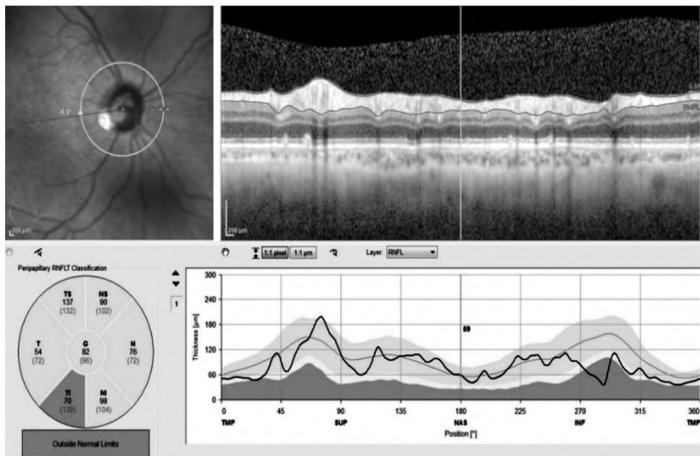 200 µm
200 µm
1:1 pixel
1:1 µm
Layer:
RNFL
Peripapillary RNFLT Classification
TS
137
(132)
NS
90
(102)
T
54
(72)
G
82
(96)
N
76
(72)
TI
70
(139)
NI
98
(104)
Outside Normal Limits
1
Thickness [µm]
300
240
180
120
60
0
59
0 45 90 135 180 225 270 315 360
TMP SUP NAS INF TMP
Position [°]